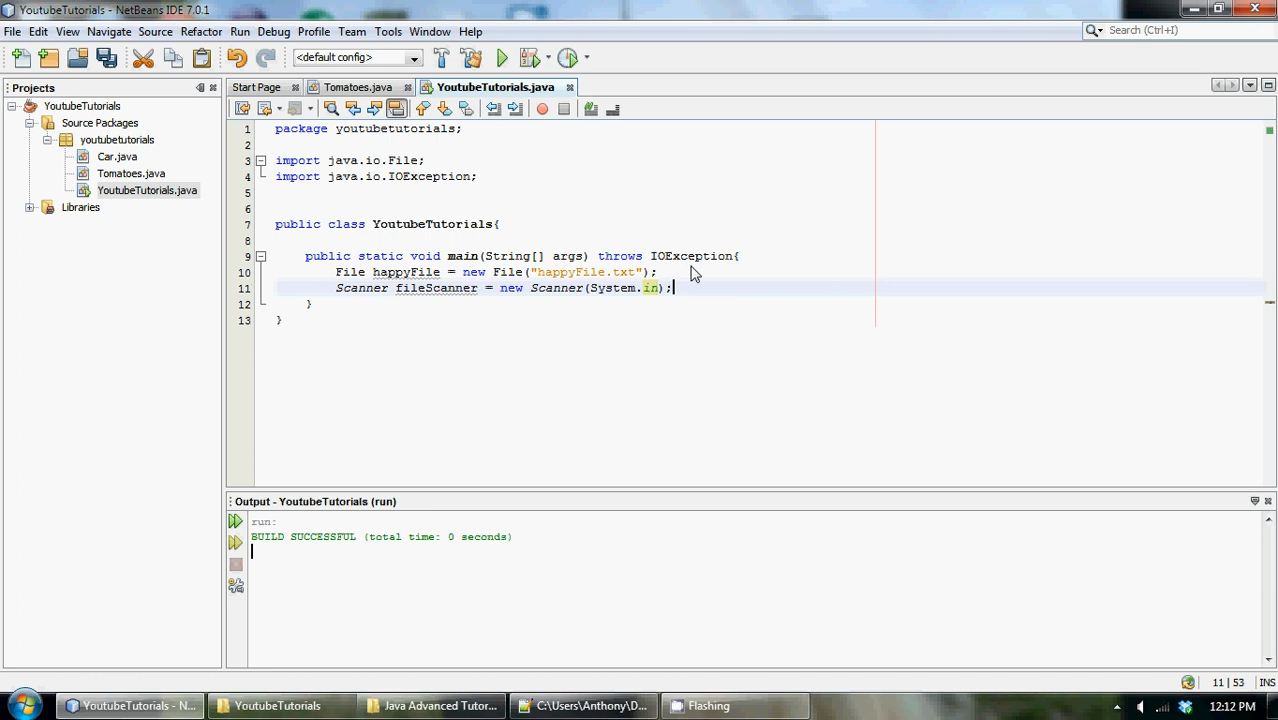 YoutubeTutorials - NetBeans IDE 7.0.1
File Edit View Navigate Source Refactor Run Debug Profile Team Tools Window Help
Search (Ctrl+I)
<default config>
Projects
Start Page Tomatoes.java YoutubeTutorials.java
YoutubeTutorials
Source Packages
youtubetutorials
Car.java
Tomatoes.java
YoutubeTutorials.java
Libraries
1 package youtubetutorials;
2
3 import java.io.File;
4 import java.io.IOException;
5
6
7 public class YoutubeTutorials{
8
9 public static void main(String[] args) throws IOException{
10 File happyFile = new File("happyFile.txt");
11 Scanner fileScanner = new Scanner(System.in);
12 }
13 }
Output - YoutubeTutorials (run)
run:
BUILD SUCCESSFUL (total time: 0 seconds)
11 | 53 INS
YoutubeTutorials - N... YoutubeTutorials Java Advanced Tutor... C:\Users\Anthony\D... Flashing 12:12 PM